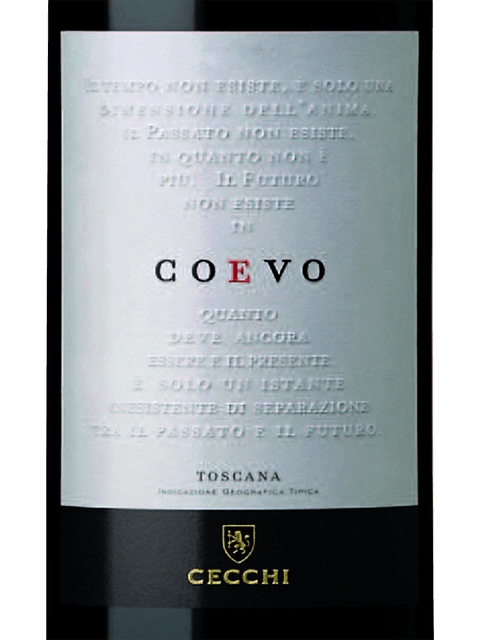 IL TEMPO NON ESISTE, È SOLO UNA
DIMENSIONE DELL'ANIMA.
IL PASSATO NON ESISTE,
IN QUANTO NON È
PIÙ. IL FUTURO
NON ESISTE
IN
COEVO
QUANTO
DEVE ANCORA
ESSERE E IL PRESENTE
È SOLO UN ISTANTE
INESISTENTE DI SEPARAZIONE
TRA IL PASSATO E IL FUTURO.
TOSCANA
INDICAZIONE GEOGRAFICA TIPICA
CECCHI